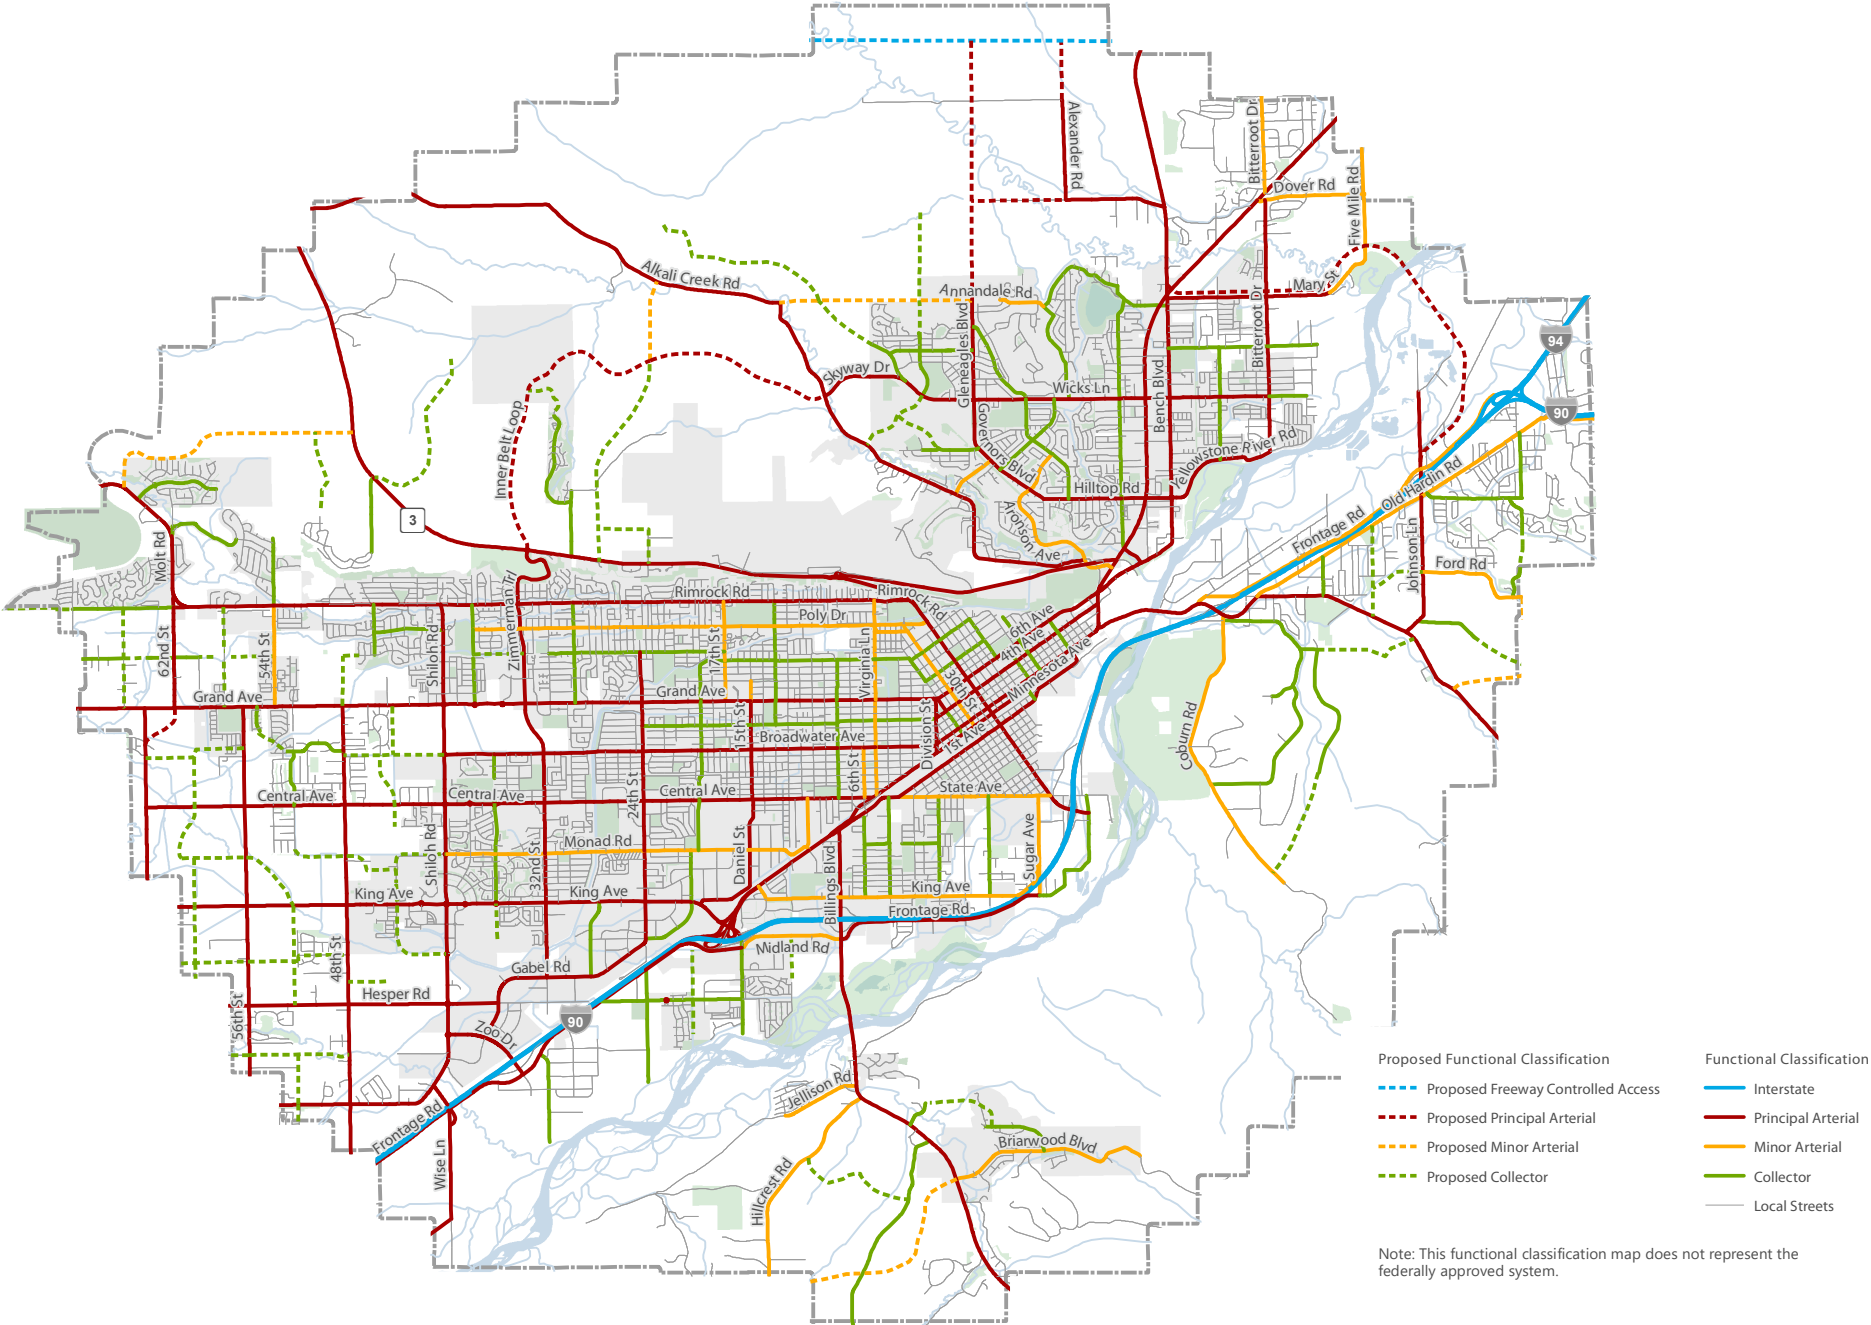 Alexander Rd
Bitterroot Dr
Dover Rd
Five Mile Rd
Alkali Creek Rd
Annandale Rd
Mary St
Bitterroot Dr
94
Gleneagles Blvd
Skyway Dr
Wicks Ln
Bench Blvd
90
Inner Belt Loop
Governors Blvd
Yellowstone River Rd
Hilltop Rd
Old Hardin Rd
3
Aronson Ave
Frontage Rd
Molt Rd
Johnson Ln
Ford Rd
Zimmerman Trl
Rimrock Rd
Rimrock Rd
Poly Dr
6th Ave
4th Ave
Minnesota Ave
62nd St
54th St
Shiloh Rd
17th St
Virginia Ln
30th St
Grand Ave
Grand Ave
15th St
Broadwater Ave
Division St
1st Ave
Coburn Rd
Central Ave
Central Ave
24th St
Central Ave
6th St
State Ave
Shiloh Rd
32nd St
Monad Rd
Daniel St
Billings Blvd
Sugar Ave
King Ave
King Ave
King Ave
Frontage Rd
Midland Rd
48th St
Gabel Rd
Hesper Rd
56th St
Zoo Dr
90
Frontage Rd
Wise Ln
Jellison Rd
Hillcrest Rd
Briarwood Blvd
Proposed Functional Classification
Proposed Freeway Controlled Access
Proposed Principal Arterial
Proposed Minor Arterial
Proposed Collector
Functional Classification
Interstate
Principal Arterial
Minor Arterial
Collector
Local Streets
Note: This functional classification map does not represent the
federally approved system.